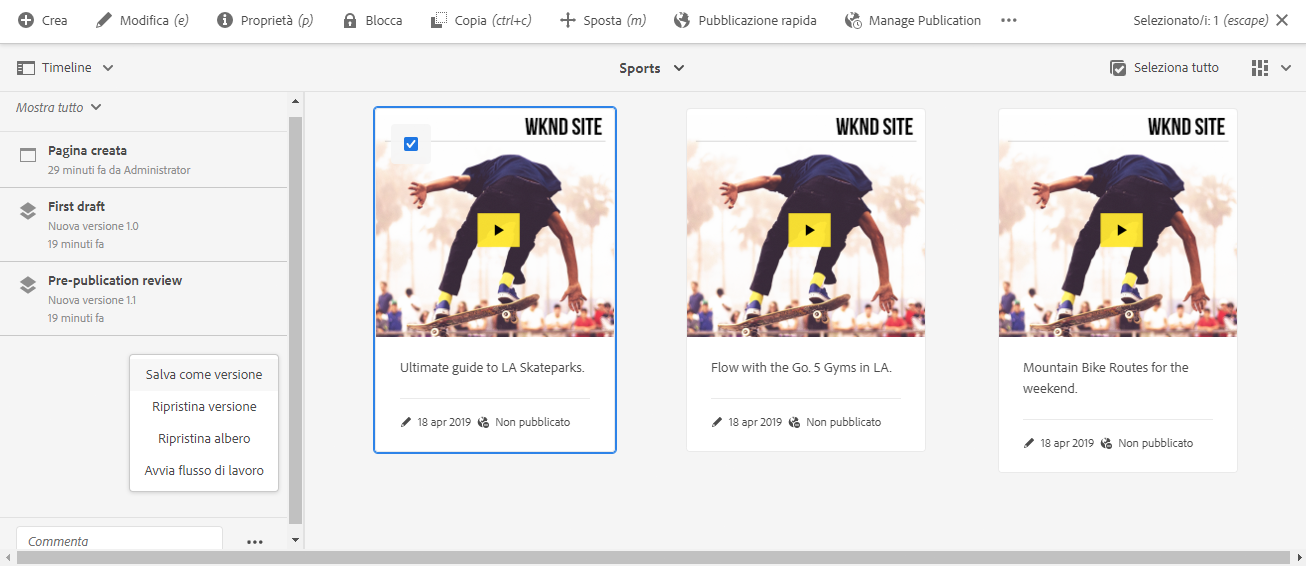 Crea Modifica (e) Proprietà (p) Blocca Copia (ctrl+c) Sposta (m) Pubblicazione rapida Manage Publication ••• Selezionato/i: 1 (escape)
Timeline Sports Seleziona tutto
Mostra tutto
Pagina creata
29 minuti fa da Administrator
First draft
Nuova versione 1.0
19 minuti fa
Pre-publication review
Nuova versione 1.1
19 minuti fa
Salva come versione
Ripristina versione
Ripristina albero
Avvia flusso di lavoro
Commenta •••
WKND SITE
Ultimate guide to LA Skateparks.
18 apr 2019 Non pubblicato
WKND SITE
Flow with the Go. 5 Gyms in LA.
18 apr 2019 Non pubblicato
WKND SITE
Mountain Bike Routes for the
weekend.
18 apr 2019 Non pubblicato